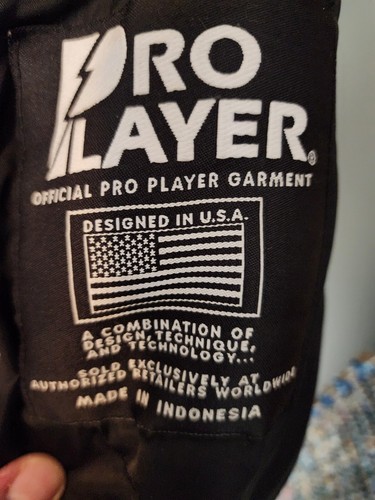 PRO
PLAYER®
OFFICIAL PRO PLAYER GARMENT
DESIGNED IN U.S.A.
A COMBINATION OF
DESIGN, TECHNIQUE,
AND TECHNOLOGY...
SOLD EXCLUSIVELY AT
AUTHORIZED RETAILERS WORLDWIDE
MADE IN INDONESIA